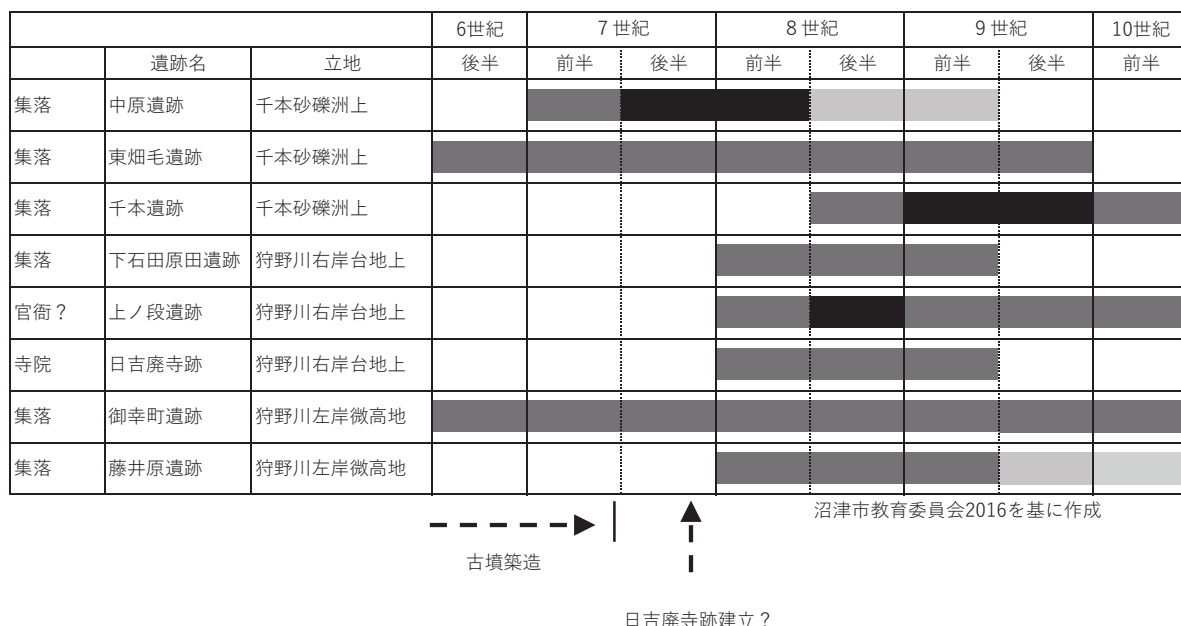 6世紀 7世紀 8世紀 9世紀 10世紀
遺跡名 立地 後半 前半 後半 前半 後半 前半 後半 前半
集落 中原遺跡 千本砂礫洲上
集落 東畑毛遺跡 千本砂礫洲上
集落 千本遺跡 千本砂礫洲上
集落 下石田原田遺跡 狩野川右岸台地上
官衙？ 上ノ段遺跡 狩野川右岸台地上
寺院 日吉廃寺跡 狩野川右岸台地上
集落 御幸町遺跡 狩野川左岸微高地
集落 藤井原遺跡 狩野川左岸微高地
沼津市教育委員会2016を基に作成
古墳築造
日吉廃寺跡建立？